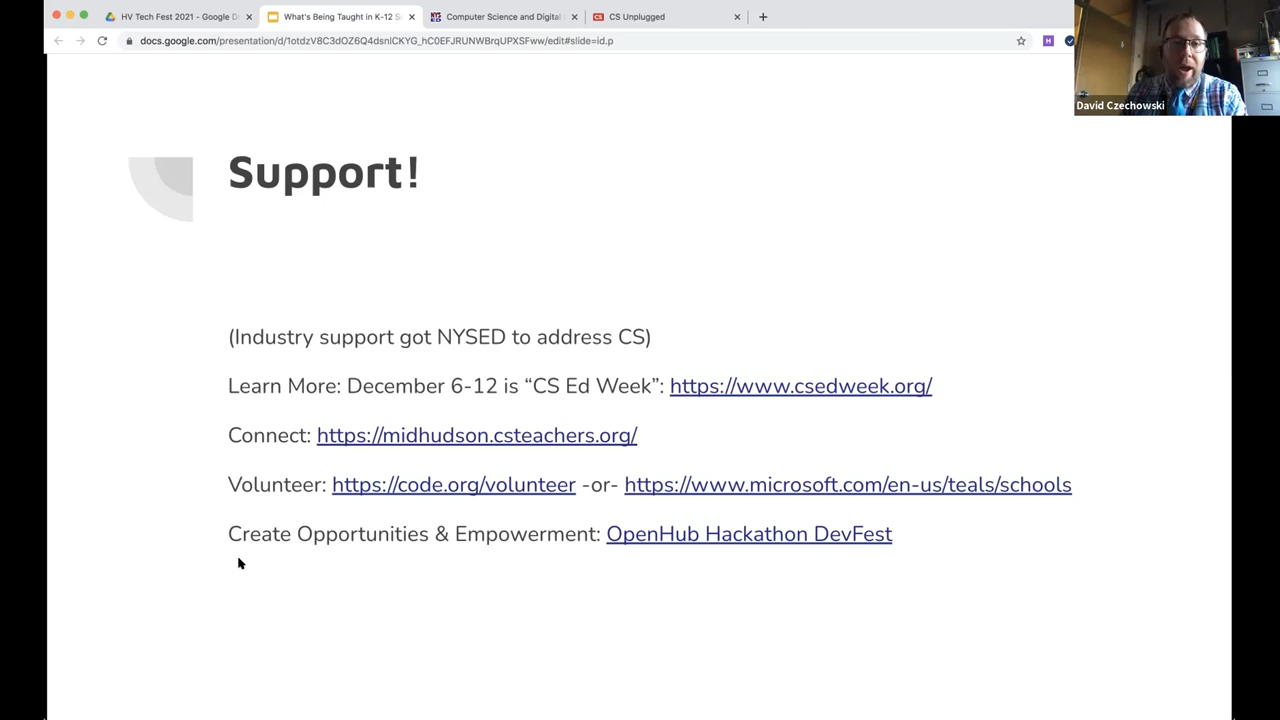 HV Tech Fest 2021 - Google D
What's Being Taught in K-12 S
Computer Science and Digital
CS CS Unplugged
docs.google.com/presentation/d/1otdzV8C3dOZ6Q4dsnlCKYG_hC0EFJRUNWBrqUPXSFww/edit#slide=id.p
H
David Czechowski
Support!
(Industry support got NYSED to address CS)
Learn More: December 6-12 is “CS Ed Week”: https://www.csedweek.org/
Connect: https://midhudson.csteachers.org/
Volunteer: https://code.org/volunteer -or- https://www.microsoft.com/en-us/teals/schools
Create Opportunities & Empowerment: OpenHub Hackathon DevFest